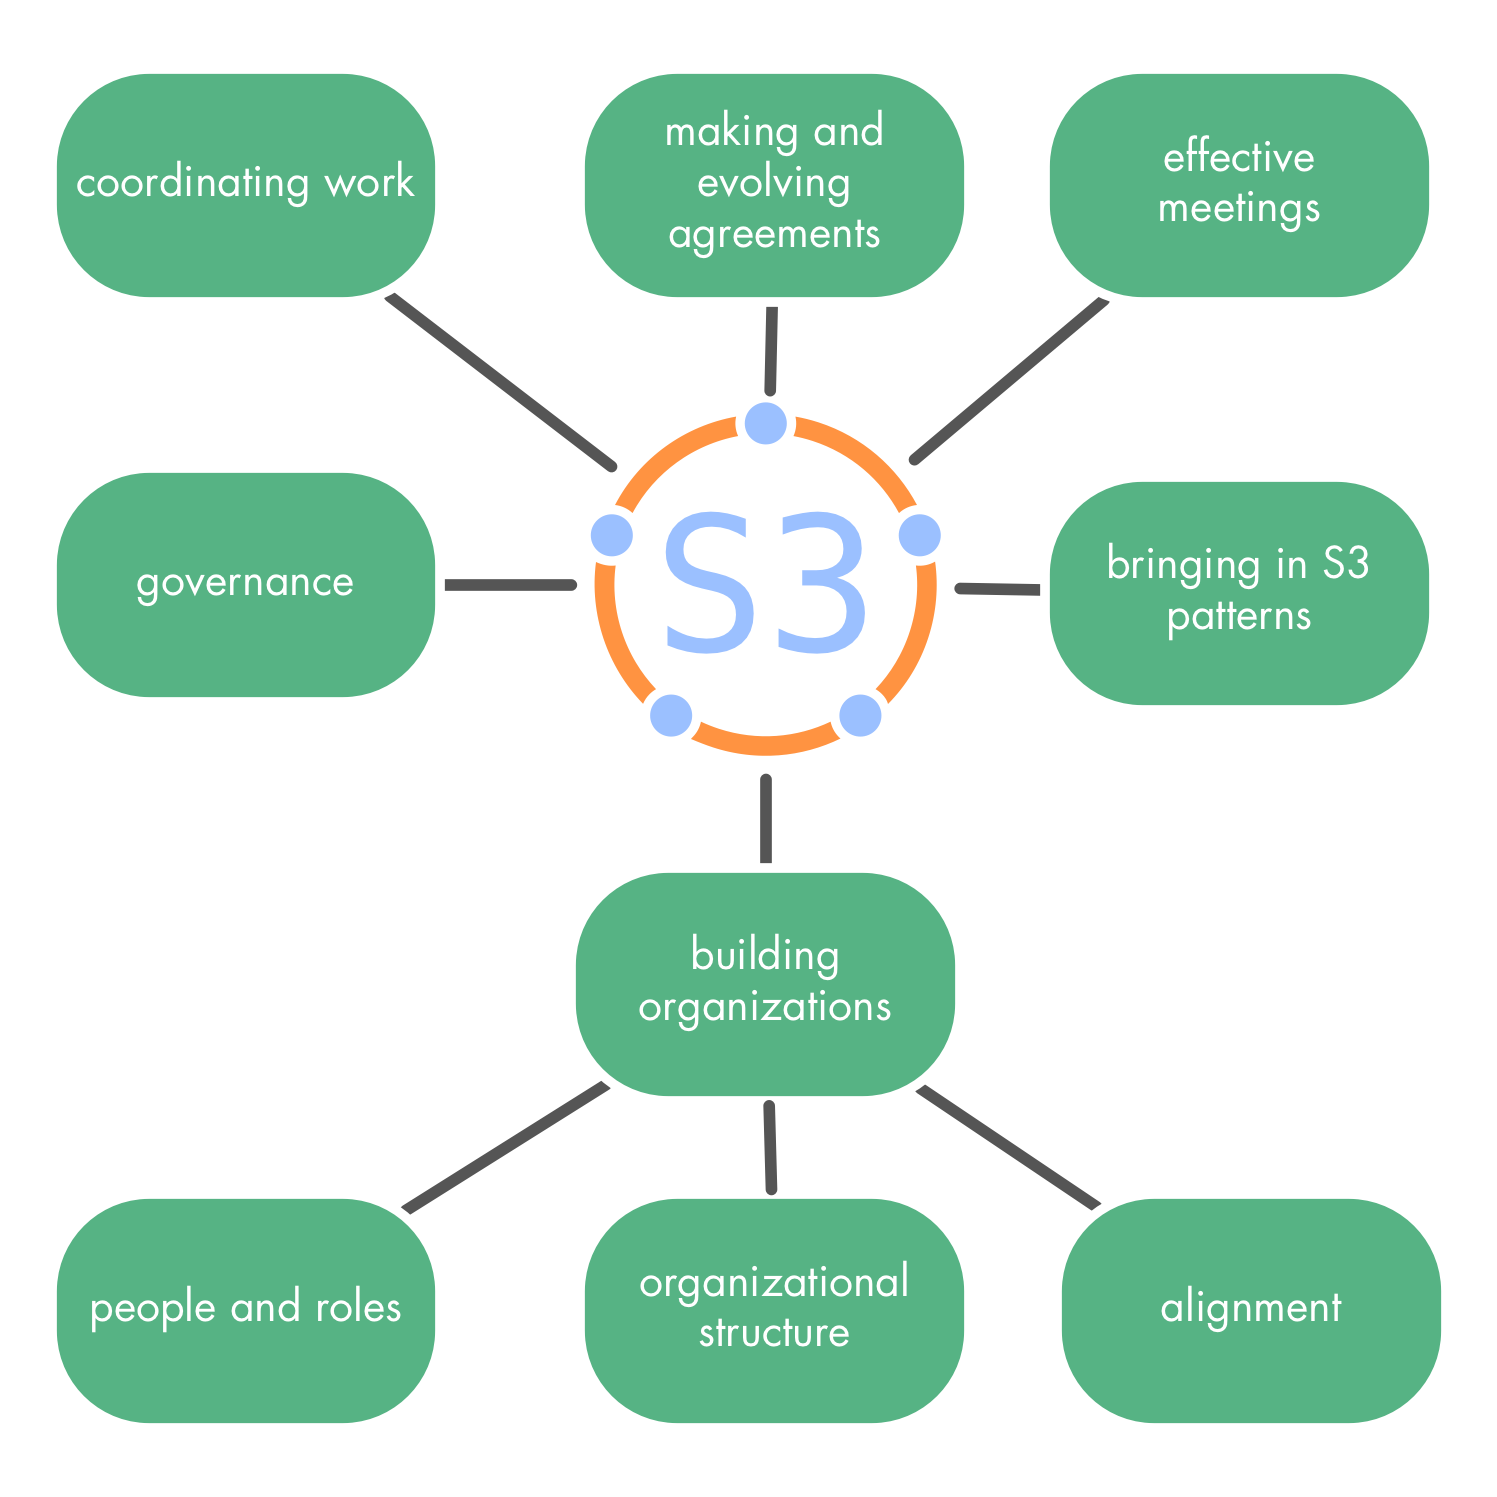 coordinating work
making and
evolving
agreements
effective
meetings
governance
S3
bringing in S3
patterns
building
organizations
people and roles
organizational
structure
alignment